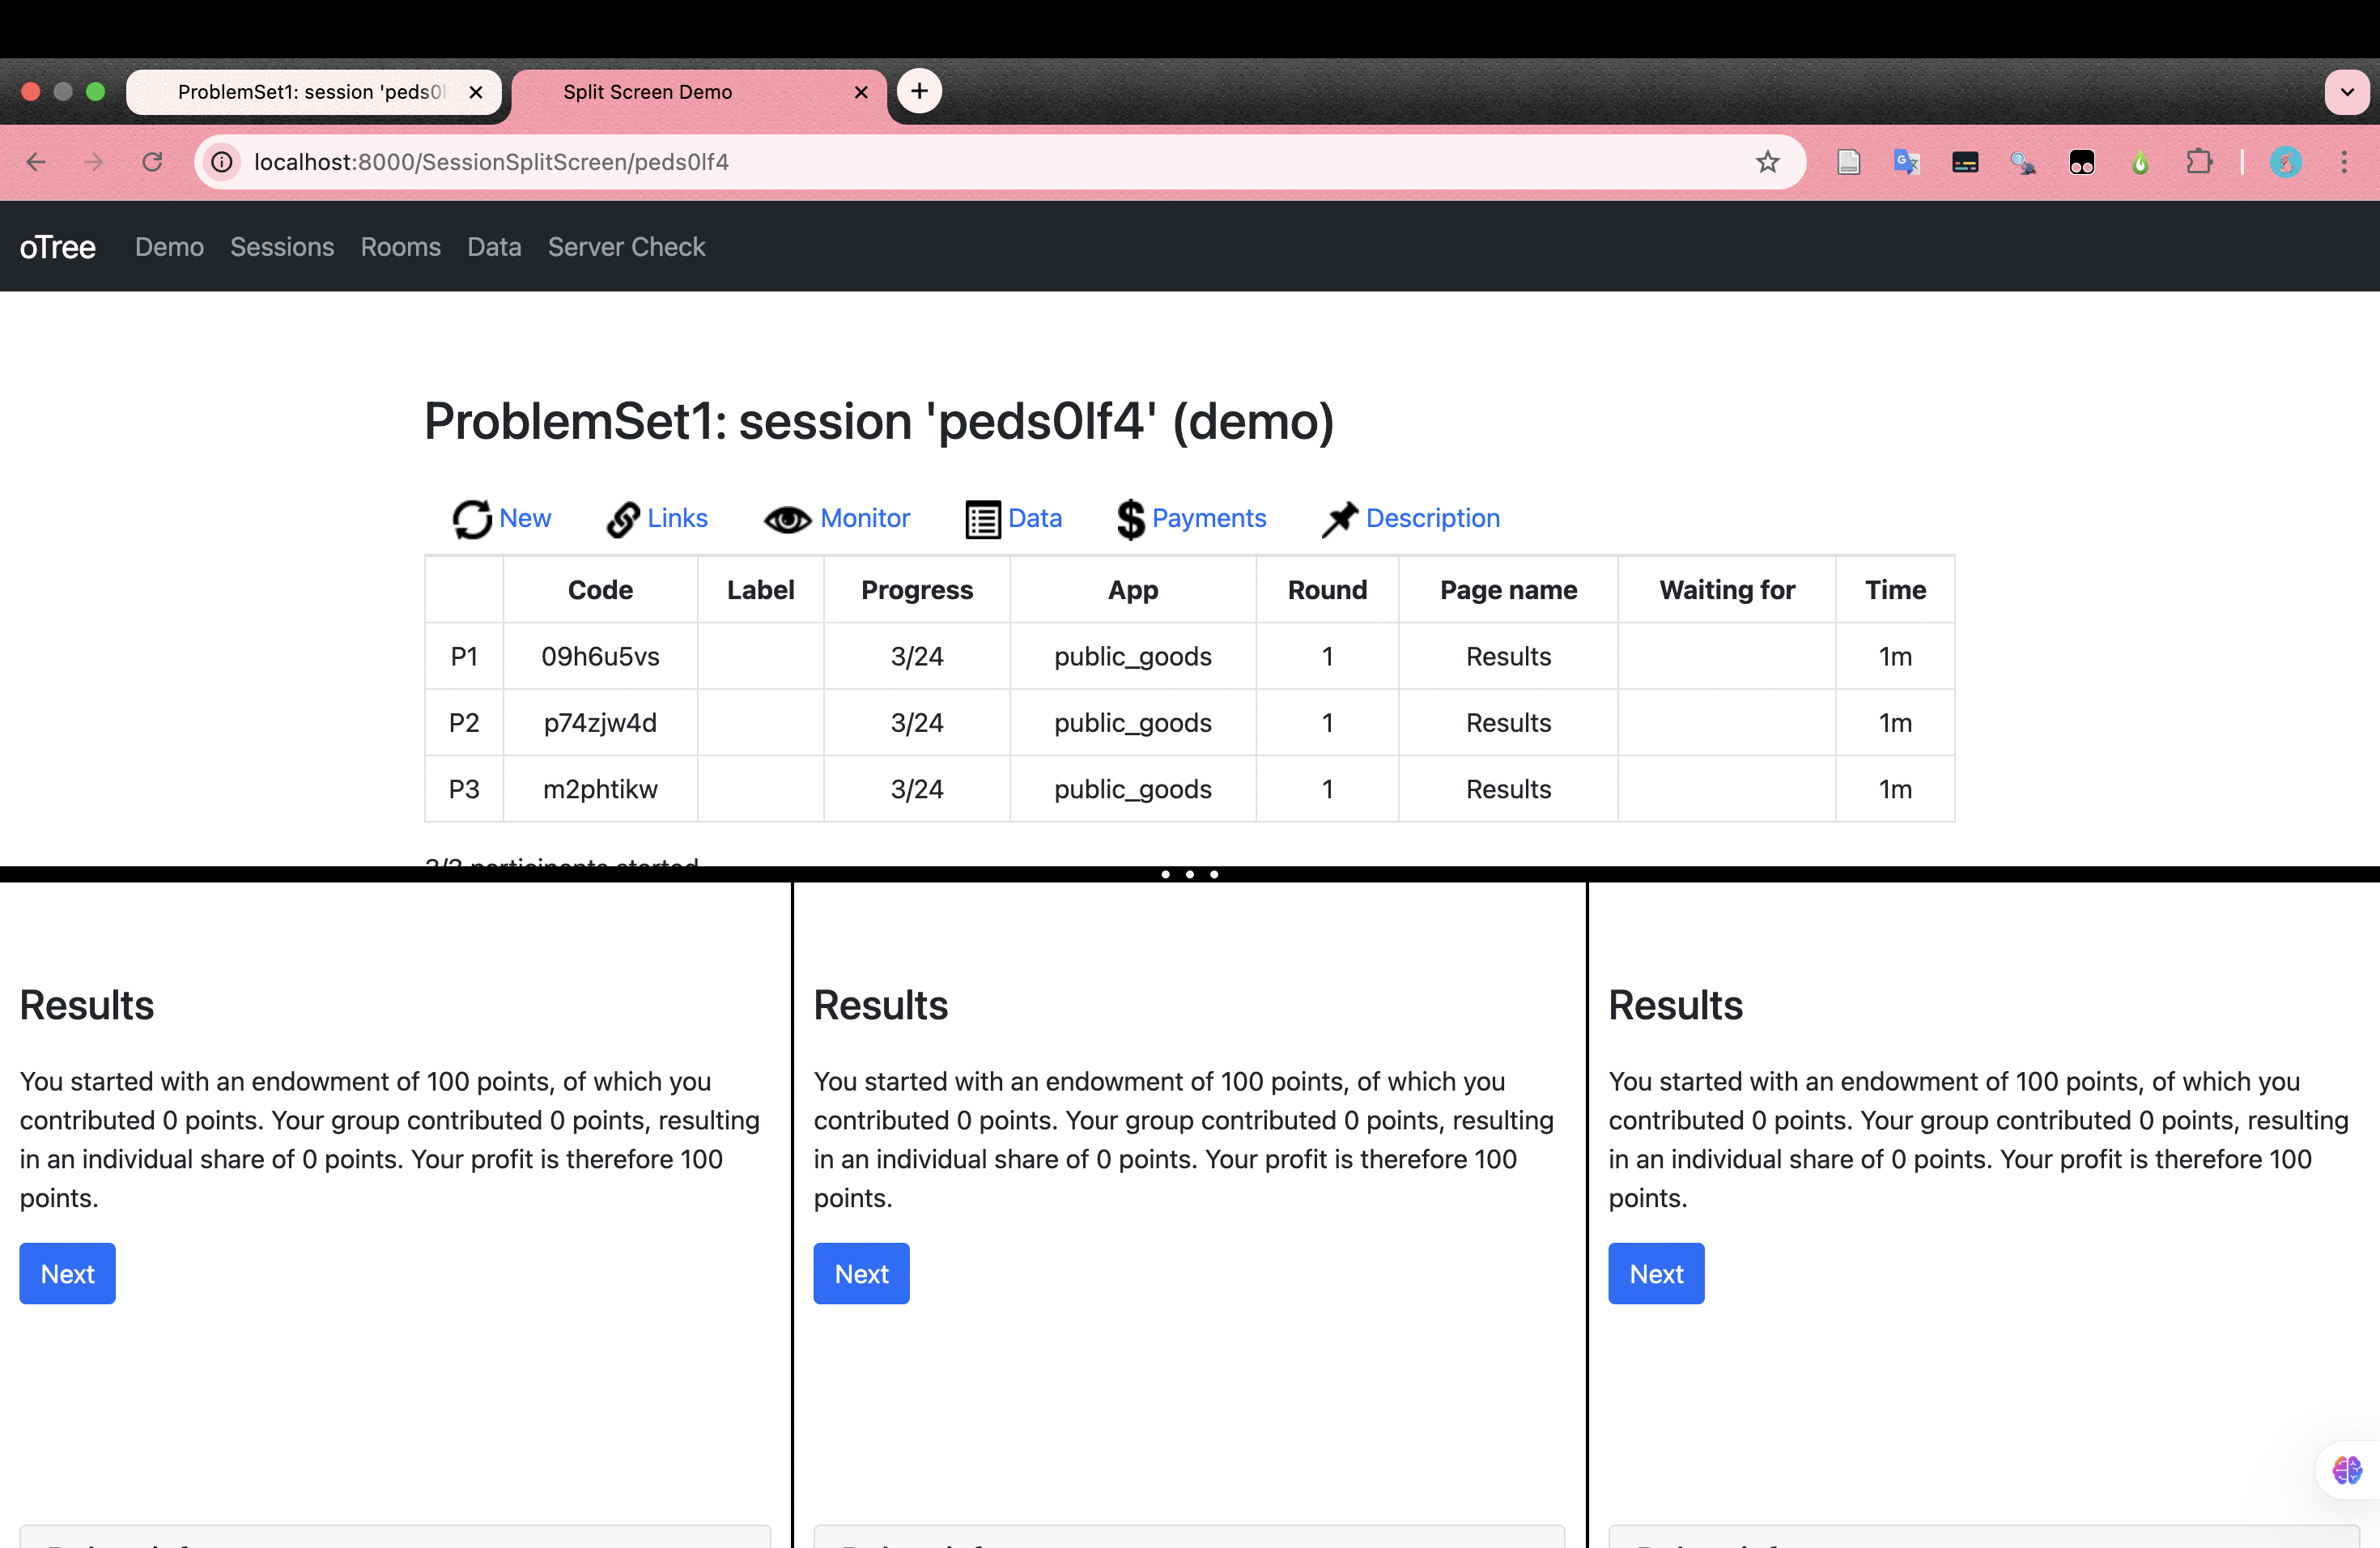 ProblemSet1: session 'peds0l
Split Screen Demo
localhost:8000/SessionSplitScreen/peds0lf4
oTree Demo Sessions Rooms Data Server Check
ProblemSet1: session 'peds0lf4' (demo)
New Links Monitor Data Payments Description
Code Label Progress App Round Page name Waiting for Time
P1 09h6u5vs 3/24 public_goods 1 Results 1m
P2 p74zjw4d 3/24 public_goods 1 Results 1m
P3 m2phtikw 3/24 public_goods 1 Results 1m
participants started
Results
You started with an endowment of 100 points, of which you
contributed 0 points. Your group contributed 0 points, resulting
in an individual share of 0 points. Your profit is therefore 100
points.
Next
Results
You started with an endowment of 100 points, of which you
contributed 0 points. Your group contributed 0 points, resulting
in an individual share of 0 points. Your profit is therefore 100
points.
Next
Results
You started with an endowment of 100 points, of which you
contributed 0 points. Your group contributed 0 points, resulting
in an individual share of 0 points. Your profit is therefore 100
points.
Next